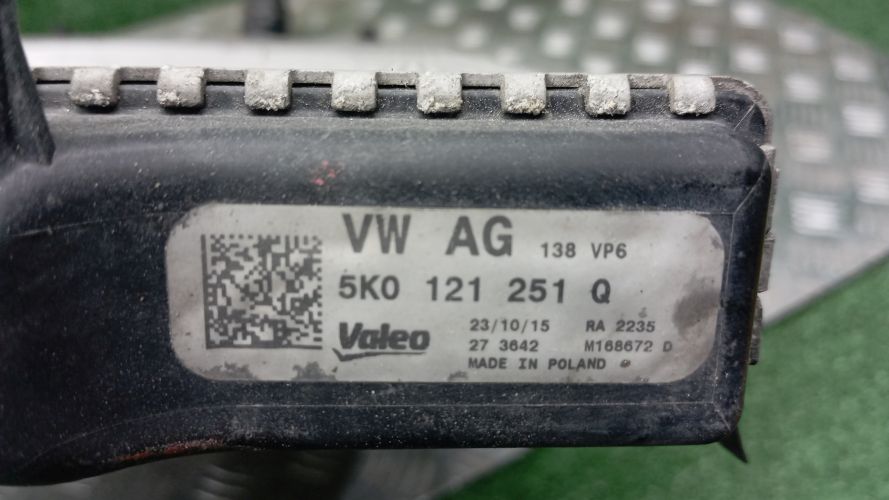 VW AG 138 VP6
5K0 121 251 Q
Valeo 23/10/15 RA 2235
27 3642 M168672 D
MADE IN POLAND